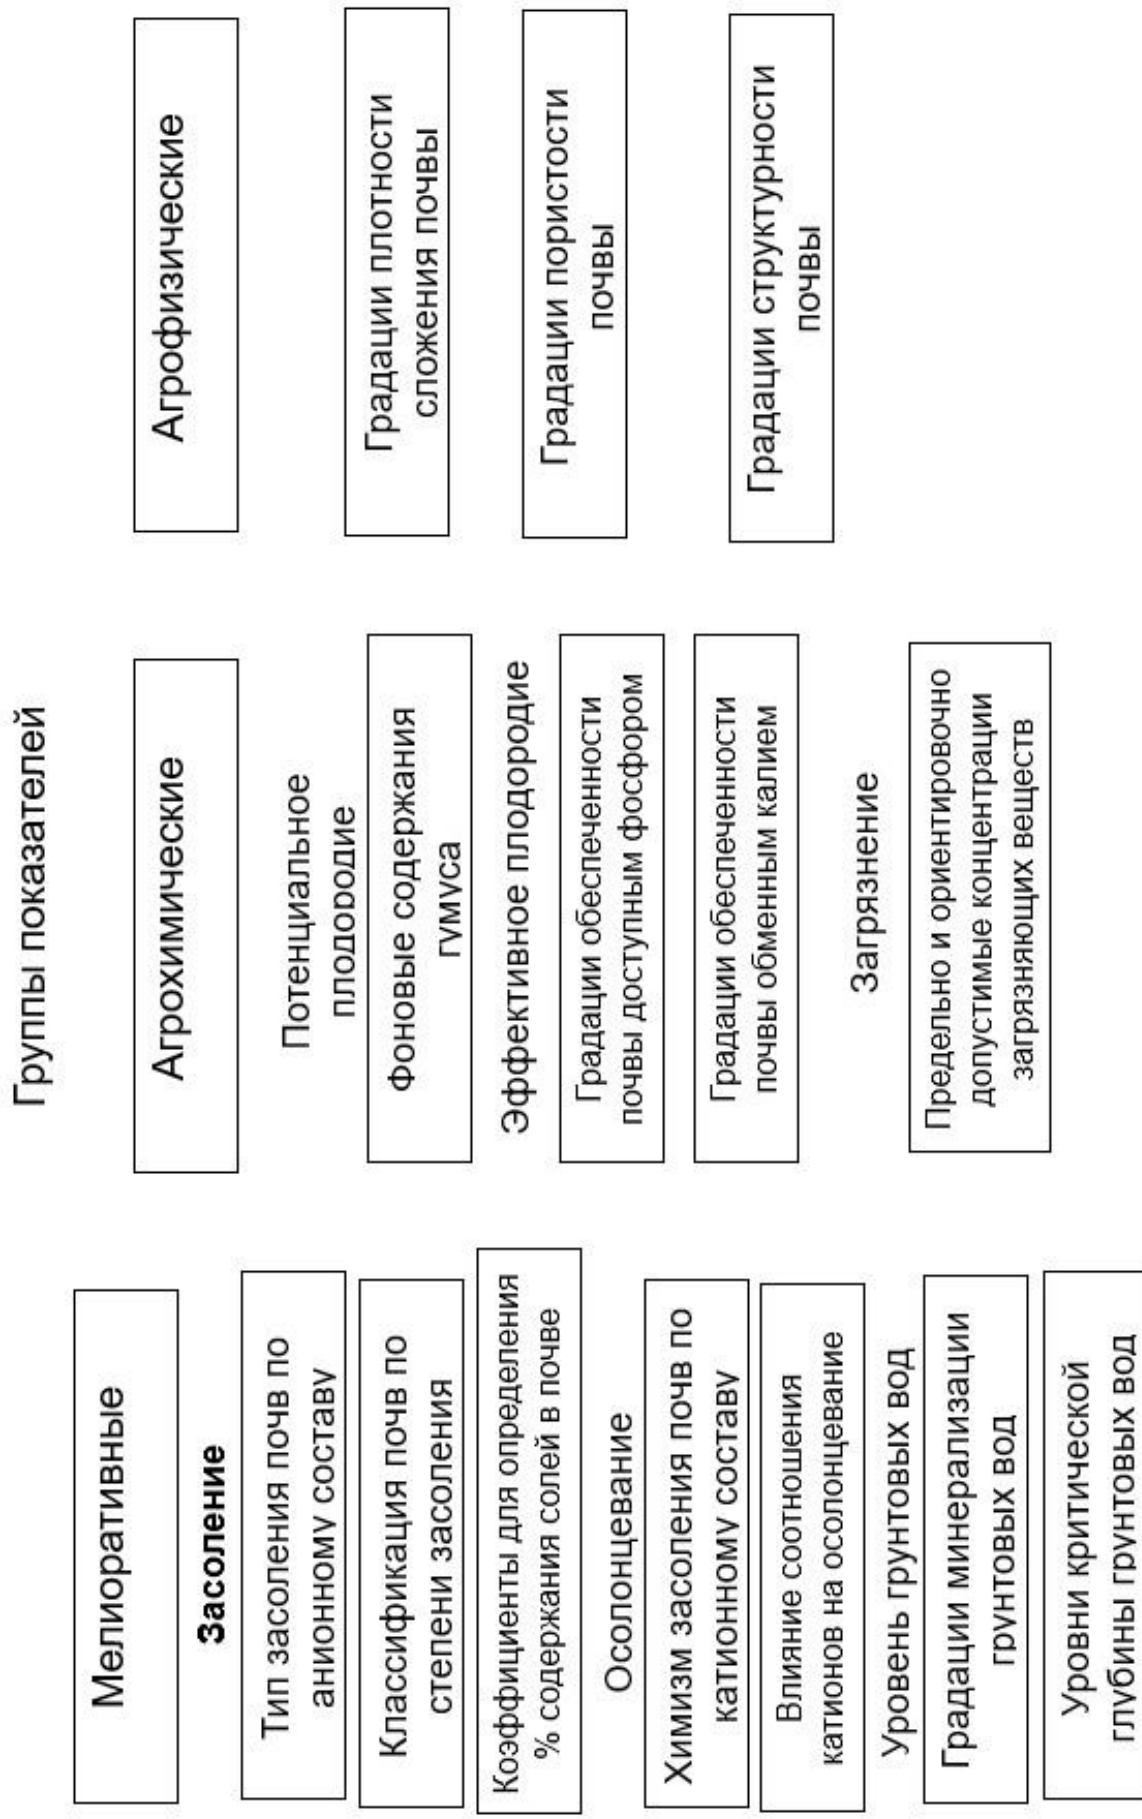 Группы показателей
Мелиоративные
Засоление
Тип засоления почв по
анионному составу
Классификация почв по
степени засоления
Коэффициенты для определения
% содержания солей в почве
Осолонцевание
Химизм засоления почв по
катионному составу
Влияние соотношения
катионов на осолонцевание
Уровень грунтовых вод
Градации минерализации
грунтовых вод
Уровни критической
глубины грунтовых вод
Агрохимические
Потенциальное
плодородие
Фоновые содержания
гумуса
Эффективное плодородие
Градации обеспеченности
почвы доступным фосфором
Градации обеспеченности
почвы обменным калием
Загрязнение
Предельно и ориентировочно
допустимые концентрации
загрязняющих веществ
Агрофизические
Градации плотности
сложения почвы
Градации пористости
почвы
Градации структурности
почвы